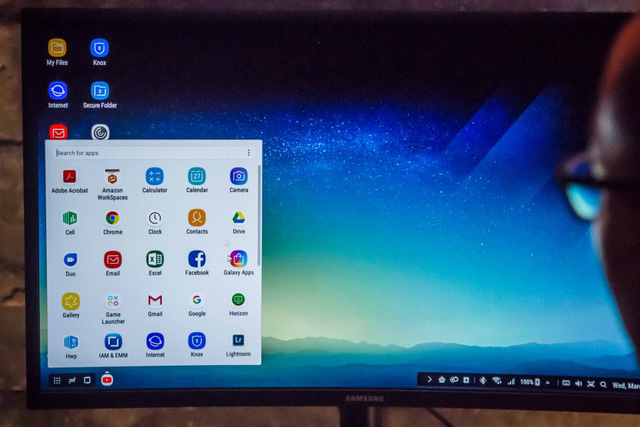 My Files Knox
Internet Secure Folder
Search for apps
Adobe Acrobat Amazon WorkSpaces Calculator Calendar Camera
Cell Chrome Clock Contacts Drive
Duo Email Excel Facebook Galaxy Apps
Gallery Game Launcher Gmail Google Horizon
Hwp IAM & EMM Internet Knox Lightroom
27
Lr
100%
Wed, Mar
SAMSUNG